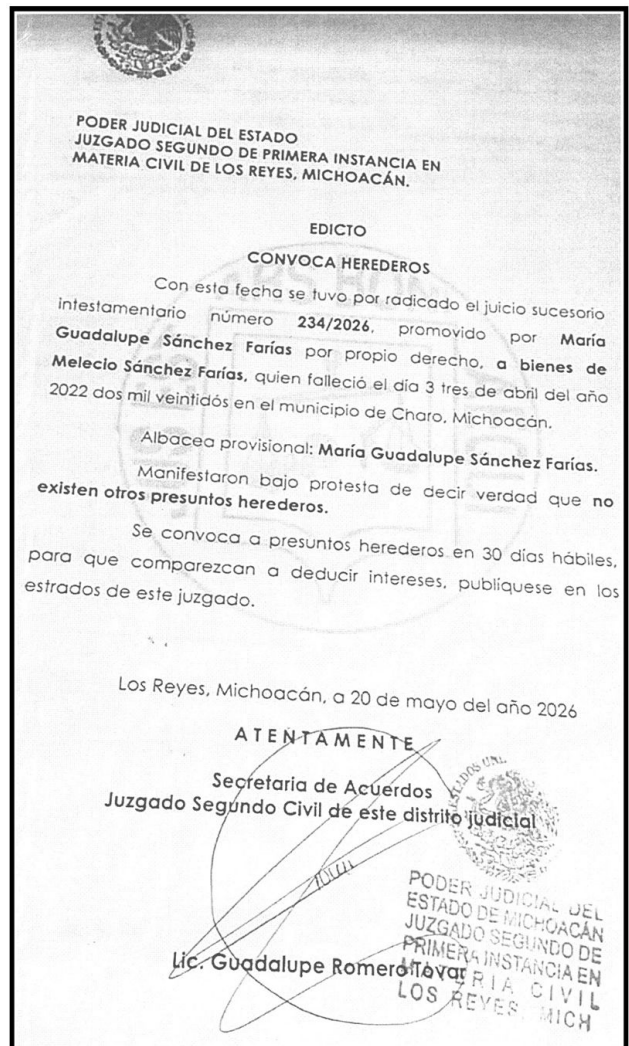 PODER JUDICIAL DEL ESTADO
JUZGADO SEGUNDO DE PRIMERA INSTANCIA EN
MATERIA CIVIL DE LOS REYES, MICHOACÁN.
EDICTO
CONVOCA HEREDEROS
Con esta fecha se tuvo por radicado el juicio sucesorio
intestamentario número 234/2026, promovido por María
Guadalupe Sánchez Farías por propio derecho, a bienes de
Melecio Sánchez Farías, quien falleció el día 3 tres de abril del año
2022 dos mil veintidós en el municipio de Charo, Michoacán.
Albacea provisional: María Guadalupe Sánchez Farías.
Manifestaron bajo protesta de decir verdad que no
existen otros presuntos herederos.
Se convoca a presuntos herederos en 30 días hábiles,
para que comparezcan a deducir intereses, publíquese en los
estrados de este juzgado.
Los Reyes, Michoacán, a 20 de mayo del año 2026
ATENTAMENTE
Secretaria de Acuerdos
Juzgado Segundo Civil de este distrito judicial
Lic. Guadalupe Romero Tovar
PODER JUDICIAL DEL
ESTADO DE MICHOACÁN
JUZGADO SEGUNDO DE
PRIMERA INSTANCIA EN
MATERIA CIVIL
LOS REYES, MICH